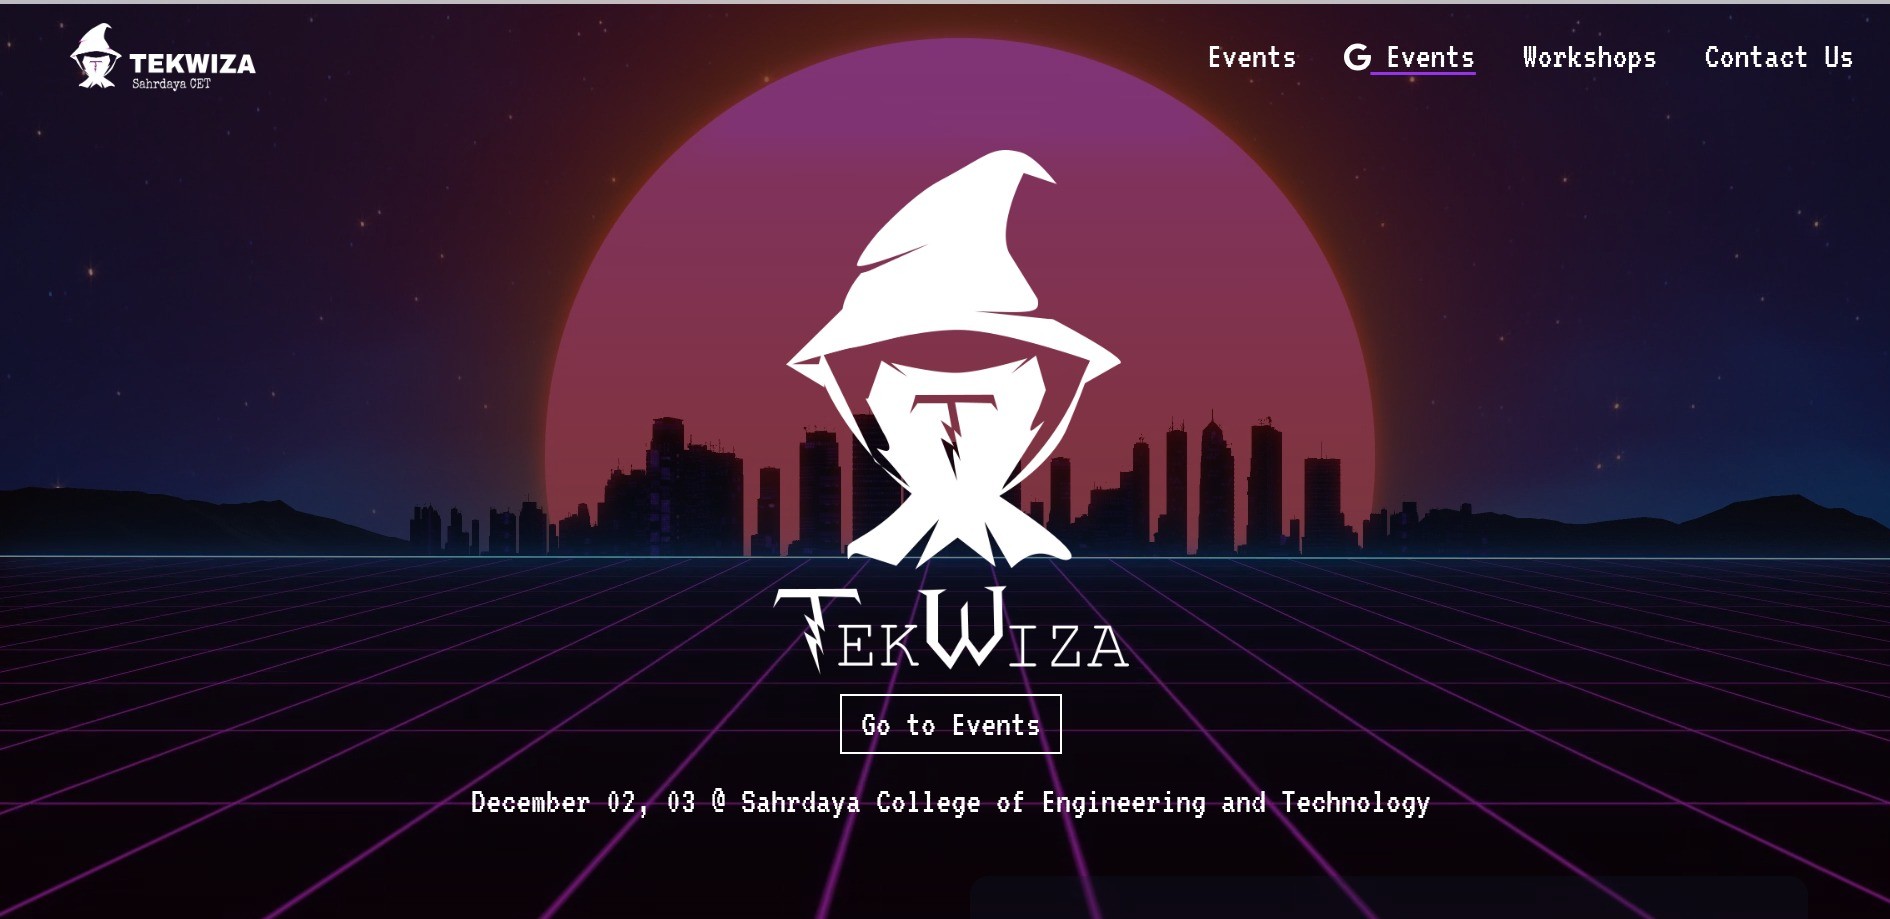 TEKWIZA
Sahrdaya CET
Events
G Events
Workshops
Contact Us
T
TEKWIZA
Go to Events
December 02, 03 @ Sahrdaya College of Engineering and Technology